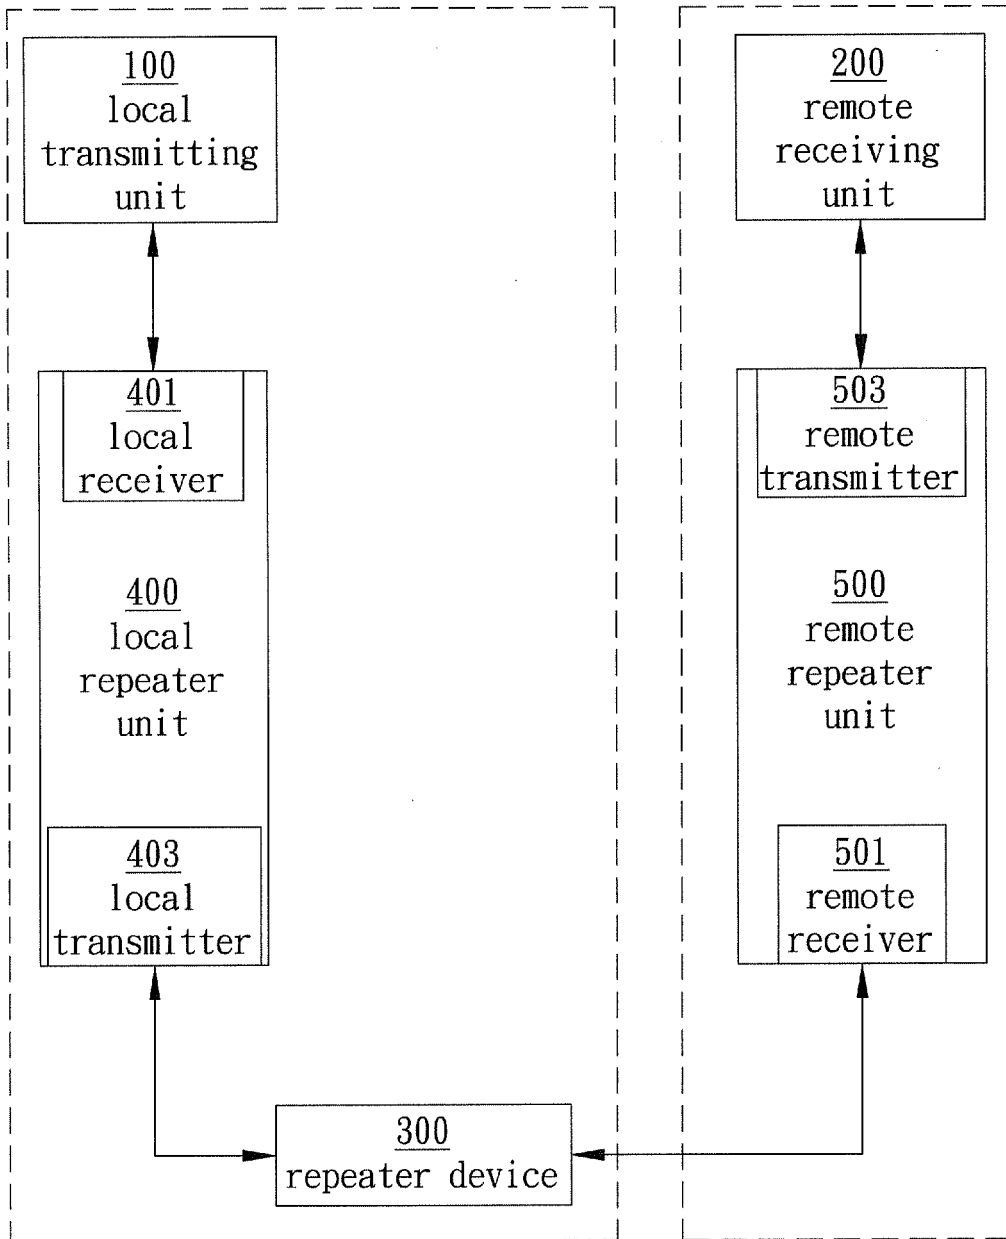 100
local
transmitting
unit
401
local
receiver
400
local
repeater
unit
403
local
transmitter
300
repeater device
200
remote
receiving
unit
503
remote
transmitter
500
remote
repeater
unit
501
remote
receiver